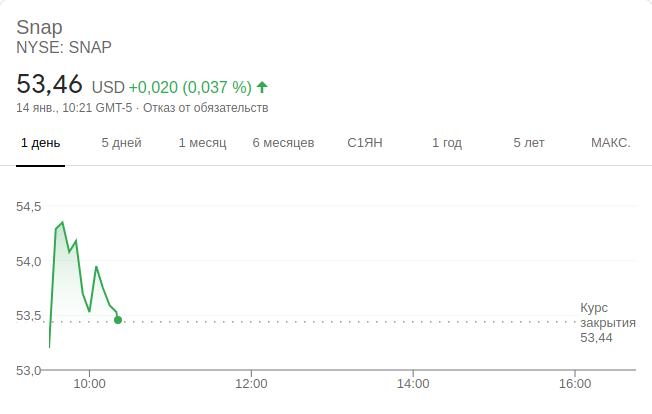 Snap
NYSE: SNAP
53,46 USD +0,020 (0,037 %)
14 янв., 10:21 GMT-5 · Отказ от обязательств
1 день 5 дней 1 месяц 6 месяцев С1ЯН 1 год 5 лет МАКС.
54,5
54,0
53,5
53,0
Курс
закрытия
53,44
10:00 12:00 14:00 16:00